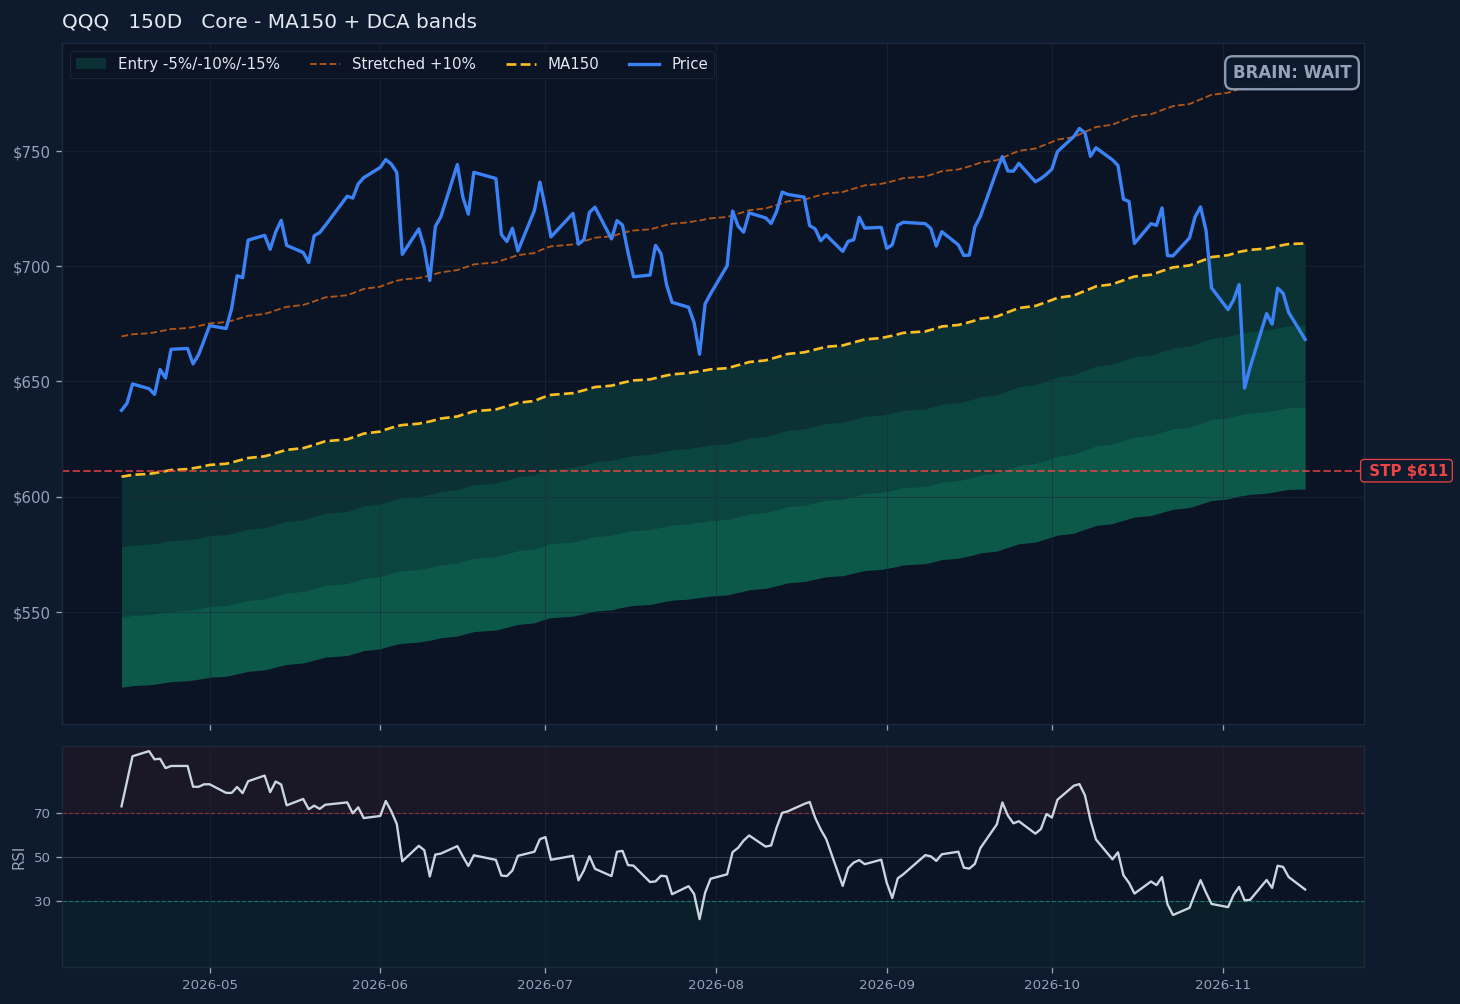 QQQ   150D   Core - MA150 + DCA bands
Entry -5%/-10%/-15%   Stretched +10%   MA150   Price
BRAIN: WAIT
$750
$700
$650
$600
$550
STP $611
RSI
70
50
30
2026-05   2026-06   2026-07   2026-08   2026-09   2026-10   2026-11